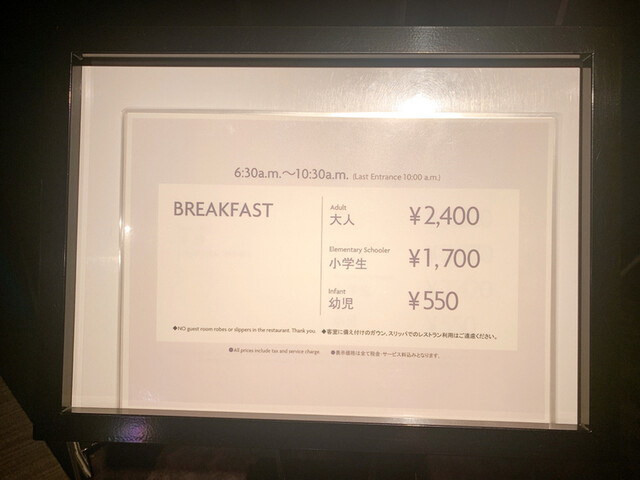 6:30a.m.～10:30a.m. (Last Entrance 10:00 a.m.)
BREAKFAST
Adult
大人 ¥2,400
Elementary Schooler
小学生 ¥1,700
Infant
幼児 ¥550
◆NO guest room robes or slippers in the restaurant. Thank you. ◆客室に備え付けのガウン、スリッパでのレストラン利用はご遠慮ください。
●All prices include tax and service charge. ●表示価格は全て税金・サービス料込みとなります。